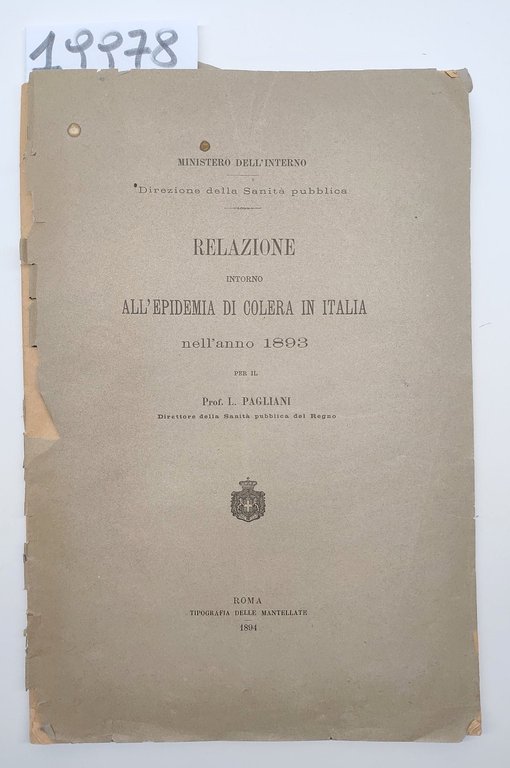 19978
MINISTERO DELL'INTERNO
Direzione della Sanità pubblica
RELAZIONE
INTORNO
ALL'EPIDEMIA DI COLERA IN ITALIA
nell'anno 1893
PER IL
Prof. L. PAGLIANI
Direttore della Sanità pubblica del Regno
ROMA
TIPOGRAFIA DELLE MANTELLATE
1894